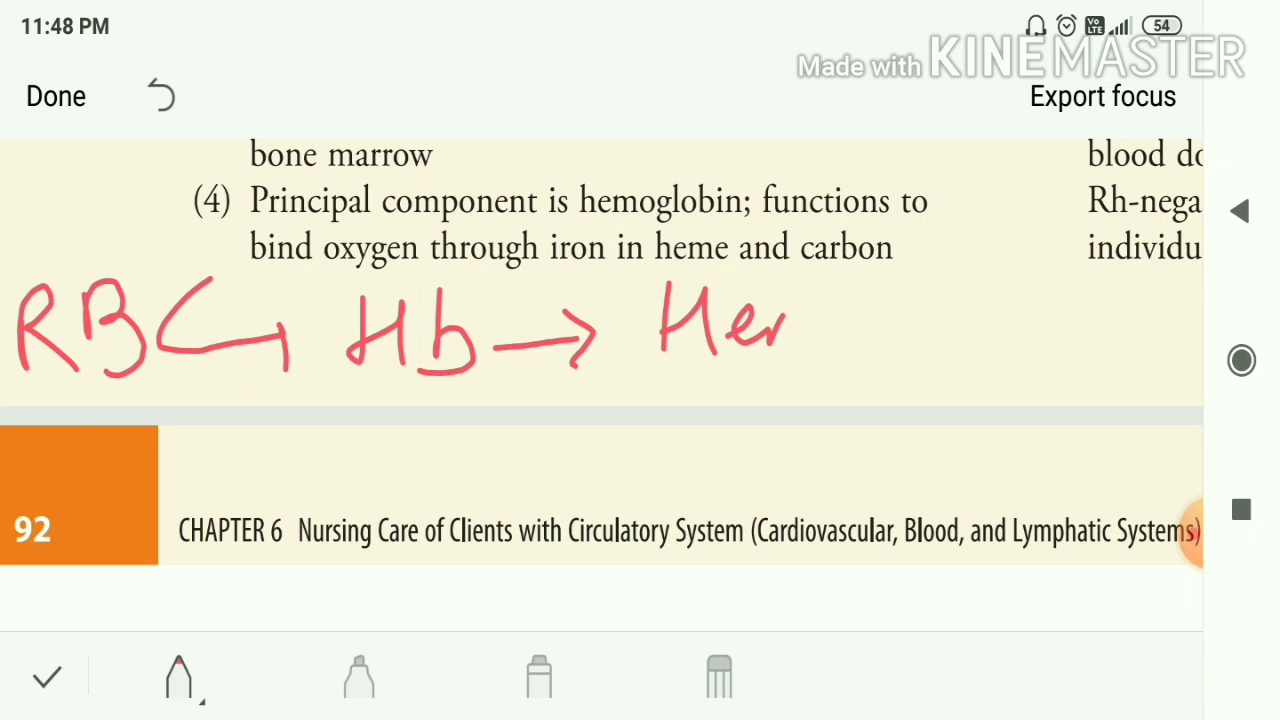 11:48 PM
Vo LTE
54
Made with KINEMASTER
Done
Export focus
bone marrow
(4) Principal component is hemoglobin; functions to
bind oxygen through iron in heme and carbon
blood do
Rh-nega
individu
RBC → Hb → Her
92
CHAPTER 6 Nursing Care of Clients with Circulatory System (Cardiovascular, Blood, and Lymphatic Systems)